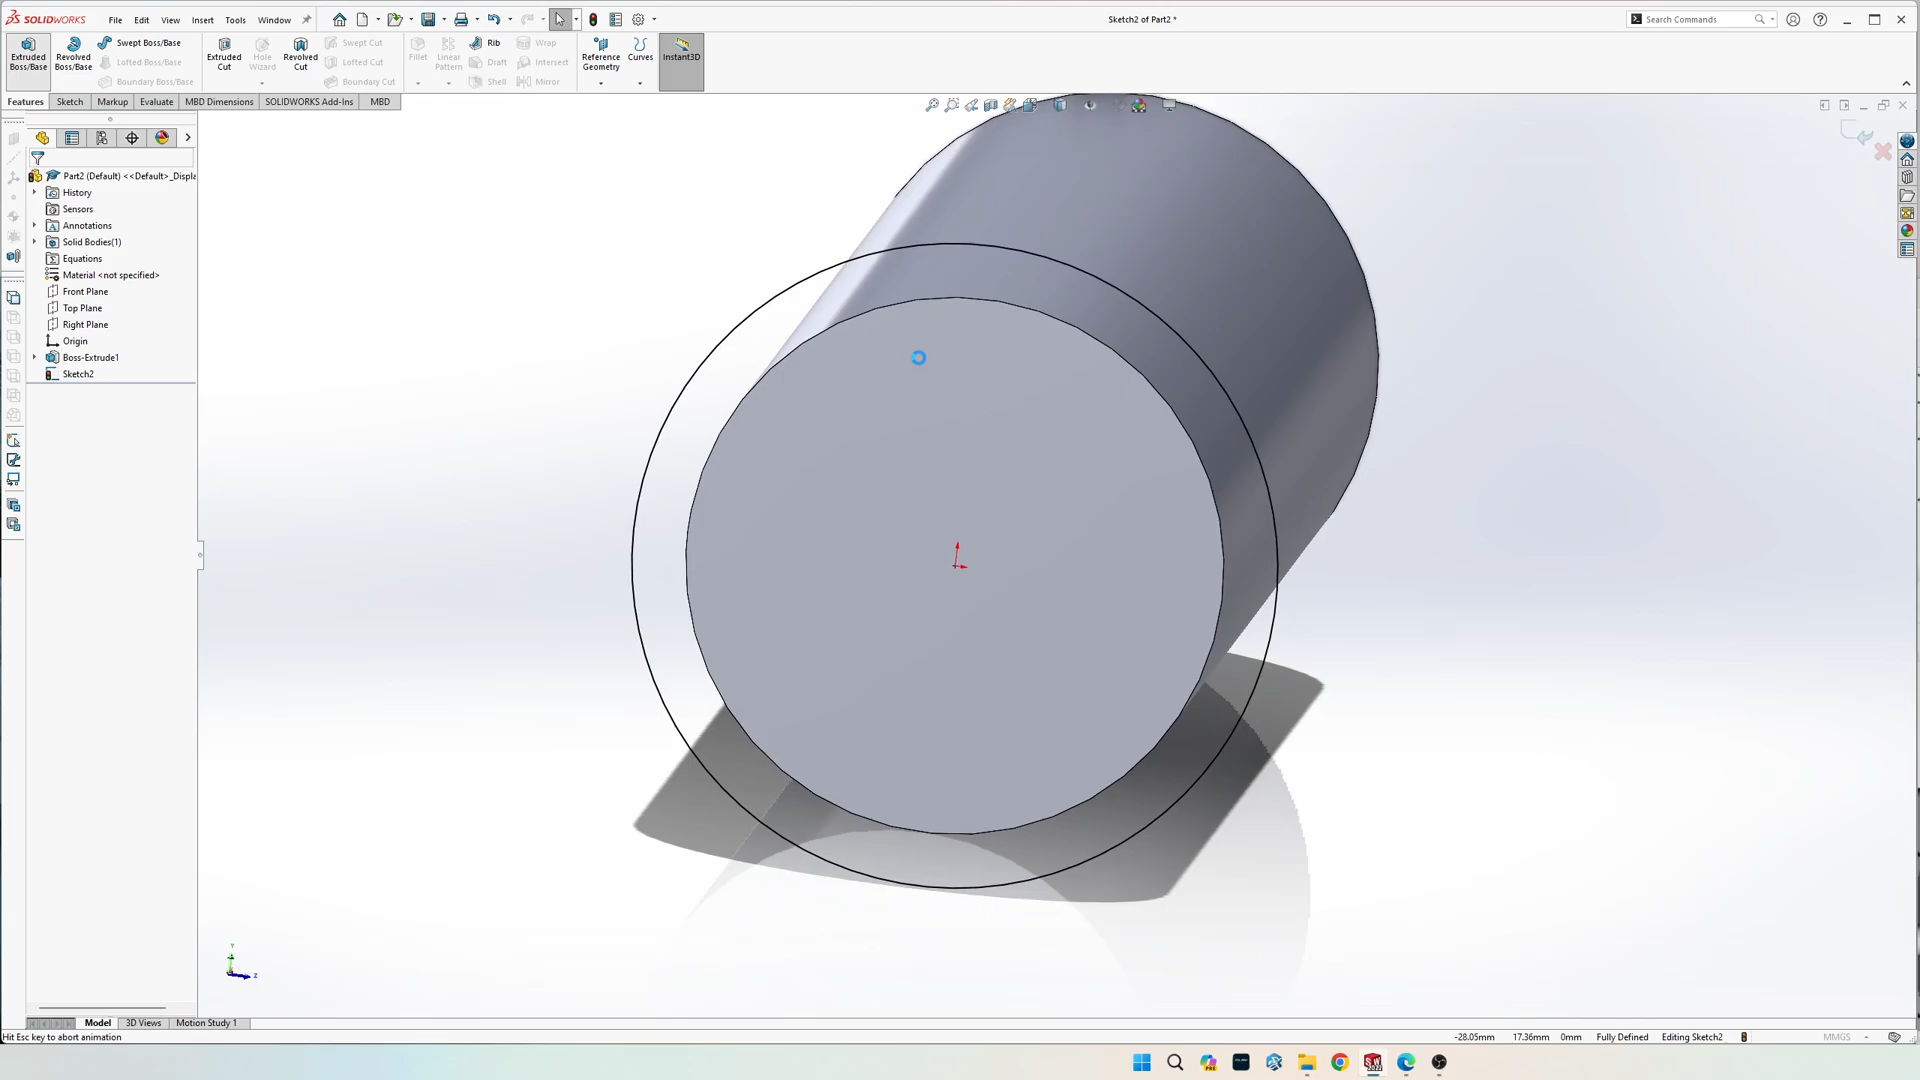 SOLIDWORKS File Edit View Insert Tools Window Sketch2 of Part2 * Search Commands
Extruded Boss/Base
Revolved Boss/Base
Swept Boss/Base
Lofted Boss/Base
Boundary Boss/Base
Extruded Cut
Hole Wizard
Revolved Cut
Swept Cut
Lofted Cut
Boundary Cut
Fillet
Linear Pattern
Rib
Draft
Shell
Wrap
Intersect
Mirror
Reference Geometry
Curves
Instant3D
Features Sketch Markup Evaluate MBD Dimensions SOLIDWORKS Add-Ins MBD
Part2 (Default) <<Default>_Displa
History
Sensors
Annotations
Solid Bodies(1)
Equations
Material <not specified>
Front Plane
Top Plane
Right Plane
Origin
Boss-Extrude1
Sketch2
Y
Z
Model 3D Views Motion Study 1
Hit Esc key to abort animation -28.05mm 17.36mm 0mm Fully Defined Editing Sketch2 MMGS